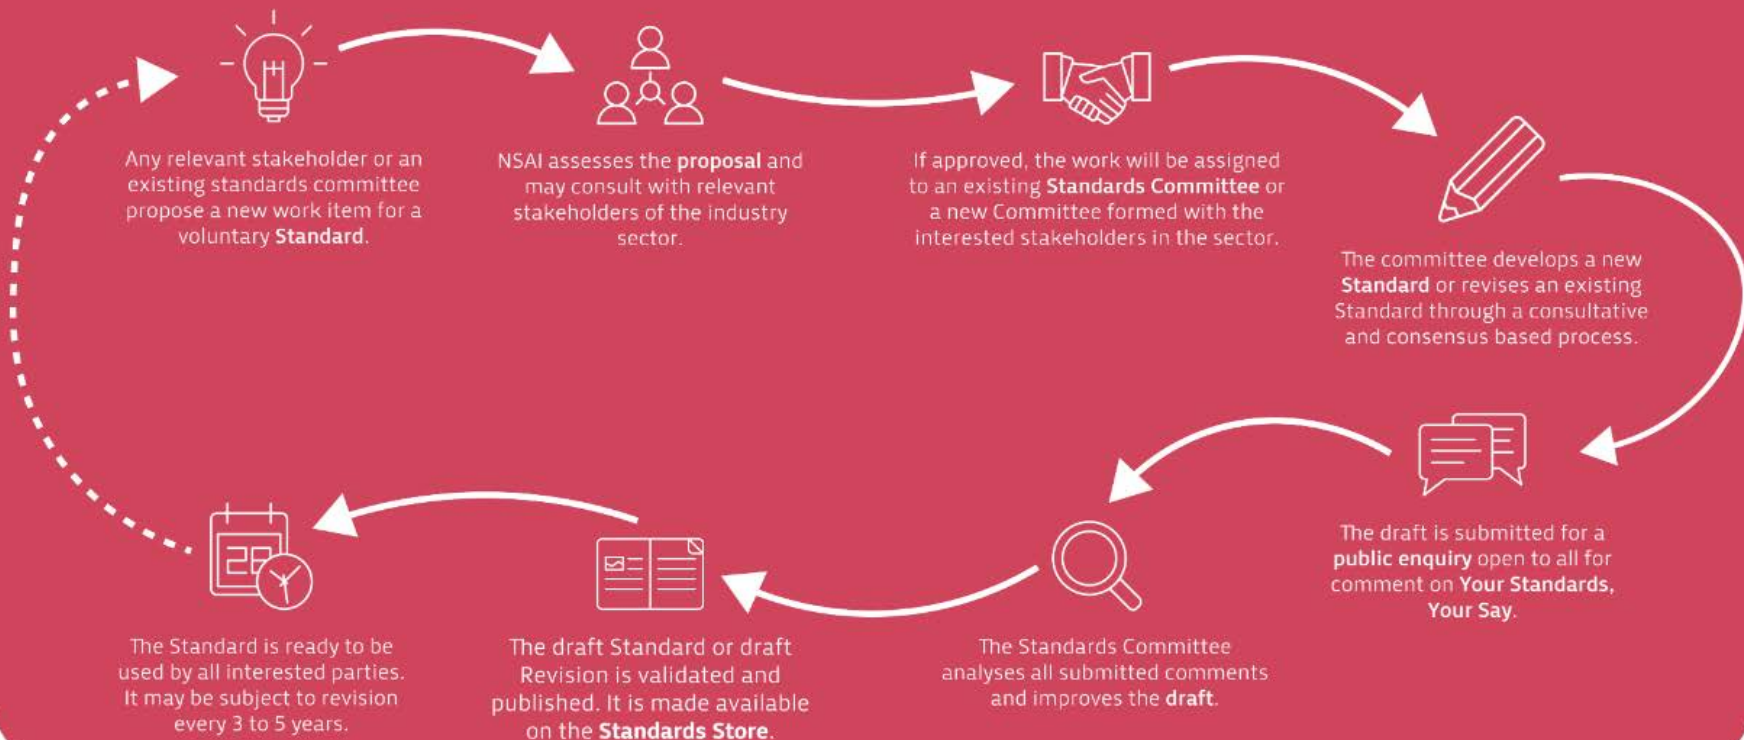 Any relevant stakeholder or an
existing standards committee
propose a new work item for a
voluntary Standard.
NSAI assesses the proposal and
may consult with relevant
stakeholders of the industry
sector.
If approved, the work will be assigned
to an existing Standards Committee or
a new Committee formed with the
interested stakeholders in the sector.
The committee develops a new
Standard or revises an existing
Standard through a consultative
and consensus based process.
The draft is submitted for a
public enquiry open to all for
comment on Your Standards,
Your Say.
The Standards Committee
analyses all submitted comments
and improves the draft.
The draft Standard or draft
Revision is validated and
published. It is made available
on the Standards Store.
The Standard is ready to be
used by all interested parties.
It may be subject to revision
every 3 to 5 years.